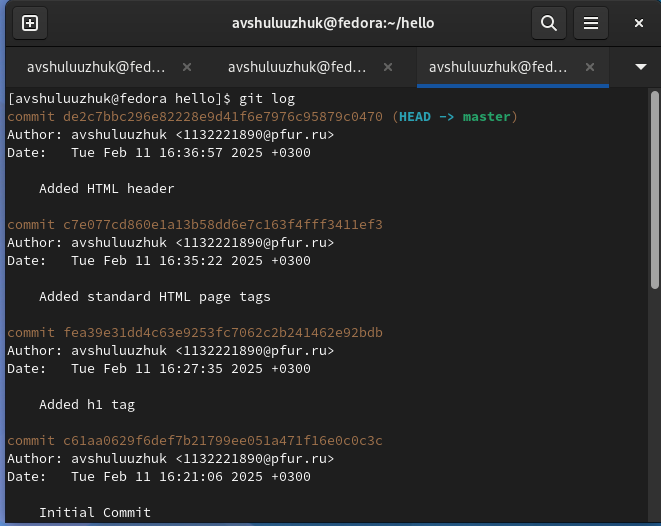 avshuluuzhuk@fedora:~/hello
avshuluuzhuk@fed... avshuluuzhuk@fed... avshuluuzhuk@fed...
[avshuluuzhuk@fedora hello]$ git log
commit de2c7bbc296e82228e9d41f6e7976c95879c0470 (HEAD -> master)
Author: avshuluuzhuk <1132221890@pfur.ru>
Date:   Tue Feb 11 16:36:57 2025 +0300
    Added HTML header
commit c7e077cd860e1a13b58dd6e7c163f4fff3411ef3
Author: avshuluuzhuk <1132221890@pfur.ru>
Date:   Tue Feb 11 16:35:22 2025 +0300
    Added standard HTML page tags
commit fea39e31dd4c63e9253fc7062c2b241462e92bdb
Author: avshuluuzhuk <1132221890@pfur.ru>
Date:   Tue Feb 11 16:27:35 2025 +0300
    Added h1 tag
commit c61aa0629f6def7b21799ee051a471f16e0c0c3c
Author: avshuluuzhuk <1132221890@pfur.ru>
Date:   Tue Feb 11 16:21:06 2025 +0300
    Initial Commit